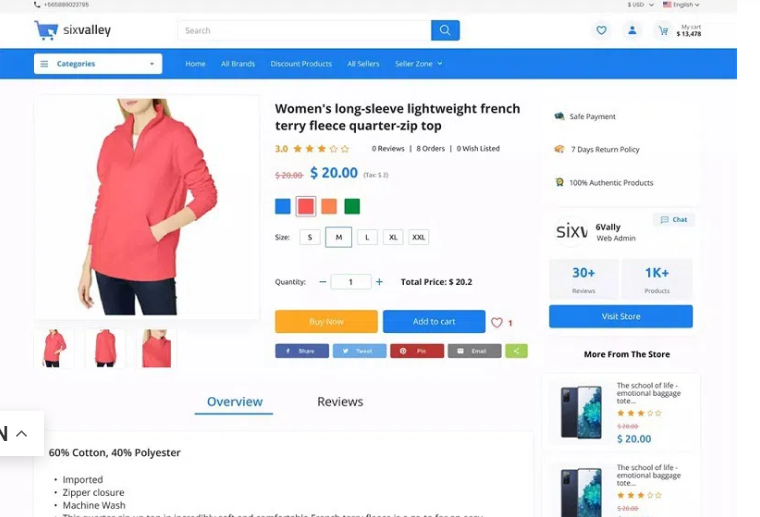 +565889023795
$ USD
English
sixvalley
Search
My cart
$ 13,478
Categories
Home
All Brands
Discount Products
All Sellers
Seller Zone
Women's long-sleeve lightweight french
terry fleece quarter-zip top
3.0
0 Reviews | 8 Orders | 0 Wish Listed
$ 20.00 $ 20.00
Size: S M L XL XXL
Quantity: − 1 + Total Price: $ 20.2
Buy Now
Add to cart
1
Share
Tweet
Pin
Email
Safe Payment
7 Days Return Policy
100% Authentic Products
Chat
6Vally
Web Admin
30+
Reviews
1K+
Products
Visit Store
More From The Store
The school of life -
emotional baggage
tote...
$ 20.00
$ 20.00
The school of life -
emotional baggage
tote...
$ 20.00
Overview
Reviews
N
60% Cotton, 40% Polyester
• Imported
• Zipper closure
• Machine Wash